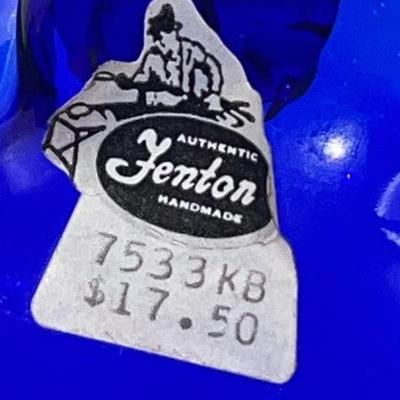 AUTHENTIC
Fenton
HANDMADE
7533KB
$17.50